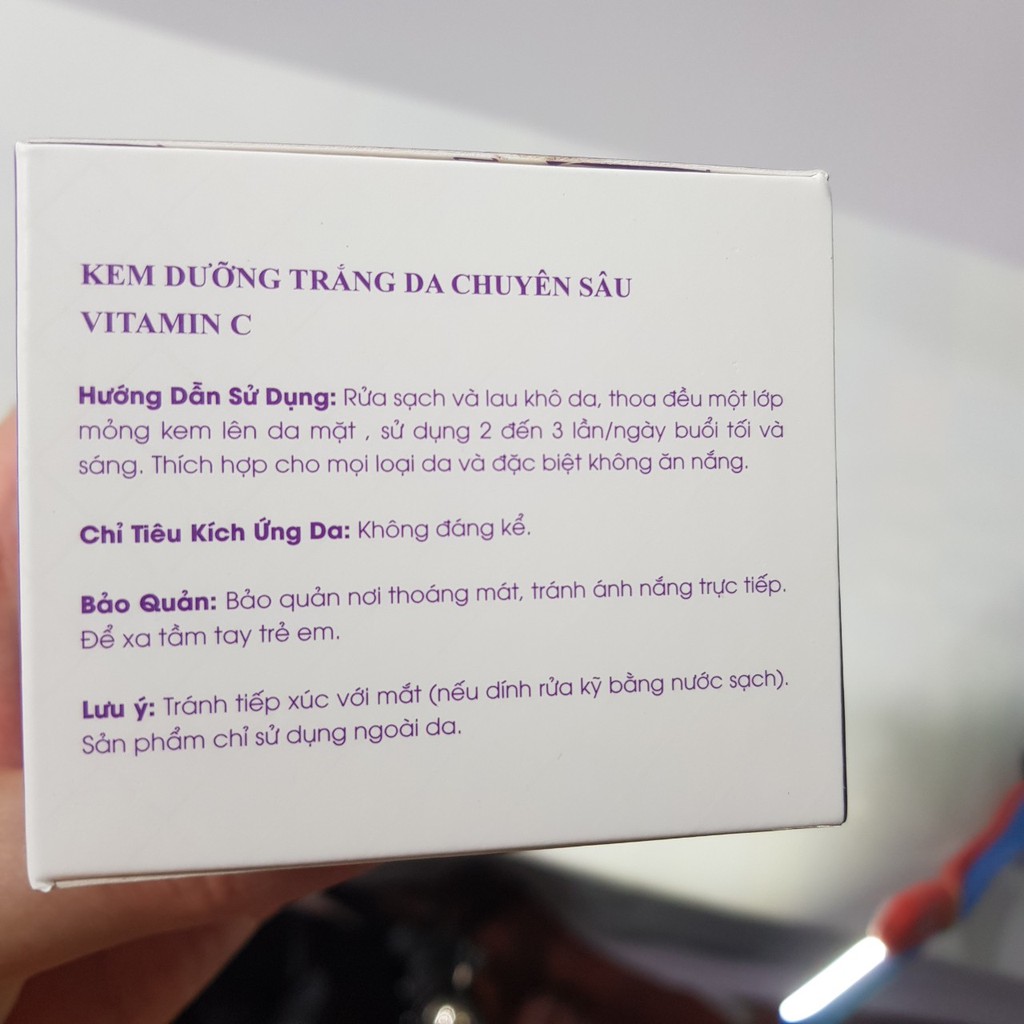 KEM DƯỠNG TRẮNG DA CHUYÊN SÂU
VITAMIN C
Hướng Dẫn Sử Dụng: Rửa sạch và lau khô da, thoa đều một lớp
mỏng kem lên da mặt , sử dụng 2 đến 3 lần/ngày buổi tối và
sáng. Thích hợp cho mọi loại da và đặc biệt không ăn nắng.
Chỉ Tiêu Kích Ứng Da: Không đáng kể.
Bảo Quản: Bảo quản nơi thoáng mát, tránh ánh nắng trực tiếp.
Để xa tầm tay trẻ em.
Lưu ý: Tránh tiếp xúc với mắt (nếu dính rửa kỹ bằng nước sạch).
Sản phẩm chỉ sử dụng ngoài da.